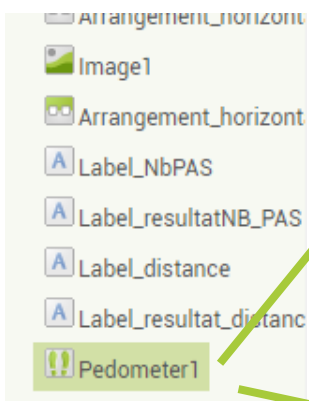 Arrangement_horizont
Image1
Arrangement_horizont
A Label_NbPAS
A Label_resultatNB_PAS
A Label_distance
A Label_resultat_distanc
Pedometer1